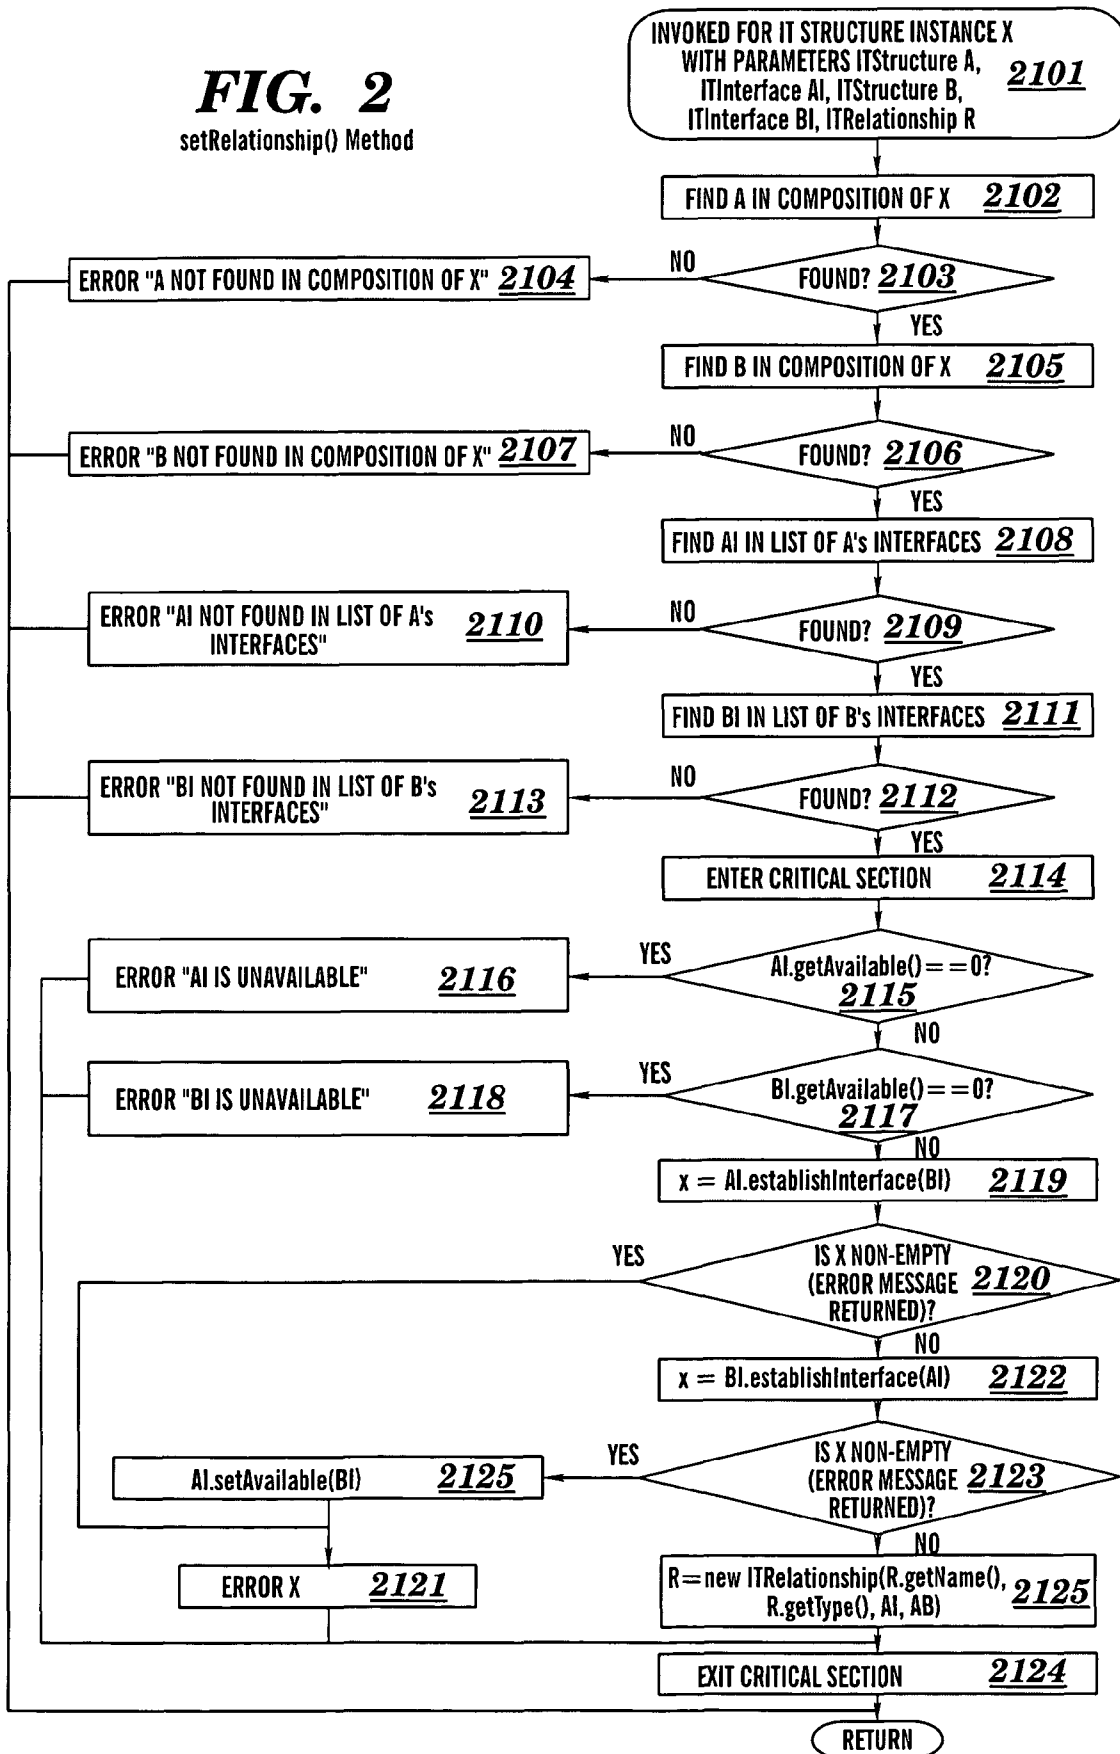 FIG. 2
setRelationship() Method
INVOKED FOR IT STRUCTURE INSTANCE X
WITH PARAMETERS ITStructure A,
ITInterface AI, ITStructure B,
ITInterface BI, ITRelationship R
2101
FIND A IN COMPOSITION OF X 2102
FOUND? 2103
NO
ERROR "A NOT FOUND IN COMPOSITION OF X" 2104
YES
FIND B IN COMPOSITION OF X 2105
FOUND? 2106
NO
ERROR "B NOT FOUND IN COMPOSITION OF X" 2107
YES
FIND AI IN LIST OF A's INTERFACES 2108
FOUND? 2109
NO
ERROR "AI NOT FOUND IN LIST OF A's
INTERFACES"
2110
YES
FIND BI IN LIST OF B's INTERFACES 2111
FOUND? 2112
NO
ERROR "BI NOT FOUND IN LIST OF B's
INTERFACES"
2113
YES
ENTER CRITICAL SECTION 2114
AI.getAvailable()==0?
2115
YES
ERROR "AI IS UNAVAILABLE" 2116
NO
BI.getAvailable()==0?
2117
YES
ERROR "BI IS UNAVAILABLE" 2118
NO
x = AI.establishInterface(BI) 2119
IS X NON-EMPTY
(ERROR MESSAGE 2120
RETURNED)?
YES
NO
x = BI.establishInterface(AI) 2122
IS X NON-EMPTY
(ERROR MESSAGE 2123
RETURNED)?
YES
AI.setAvailable(BI) 2125
ERROR X 2121
NO
R=new ITRelationship(R.getName(),
R.getType(), AI, AB)
2125
EXIT CRITICAL SECTION 2124
RETURN